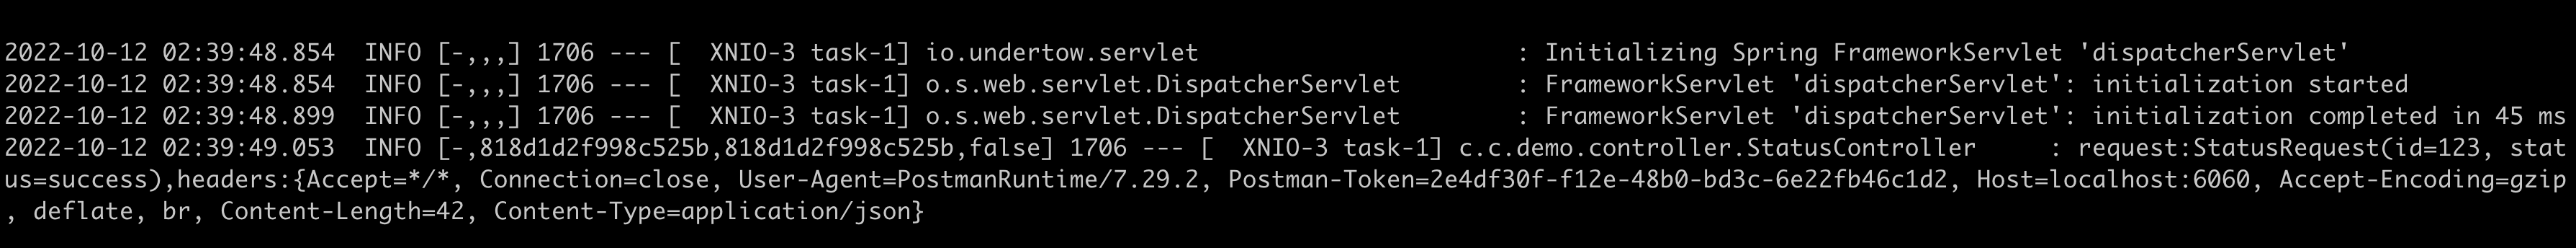 2022-10-12 02:39:48.854  INFO [-,,,] 1706 --- [  XNIO-3 task-1] io.undertow.servlet                      : Initializing Spring FrameworkServlet 'dispatcherServlet'
2022-10-12 02:39:48.854  INFO [-,,,] 1706 --- [  XNIO-3 task-1] o.s.web.servlet.DispatcherServlet        : FrameworkServlet 'dispatcherServlet': initialization started
2022-10-12 02:39:48.899  INFO [-,,,] 1706 --- [  XNIO-3 task-1] o.s.web.servlet.DispatcherServlet        : FrameworkServlet 'dispatcherServlet': initialization completed in 45 ms
2022-10-12 02:39:49.053  INFO [-,818d1d2f998c525b,818d1d2f998c525b,false] 1706 --- [  XNIO-3 task-1] c.c.demo.controller.StatusController     : request:StatusRequest(id=123, stat
us=success),headers:{Accept=*/*, Connection=close, User-Agent=PostmanRuntime/7.29.2, Postman-Token=2e4df30f-f12e-48b0-bd3c-6e22fb46c1d2, Host=localhost:6060, Accept-Encoding=gzip
, deflate, br, Content-Length=42, Content-Type=application/json}